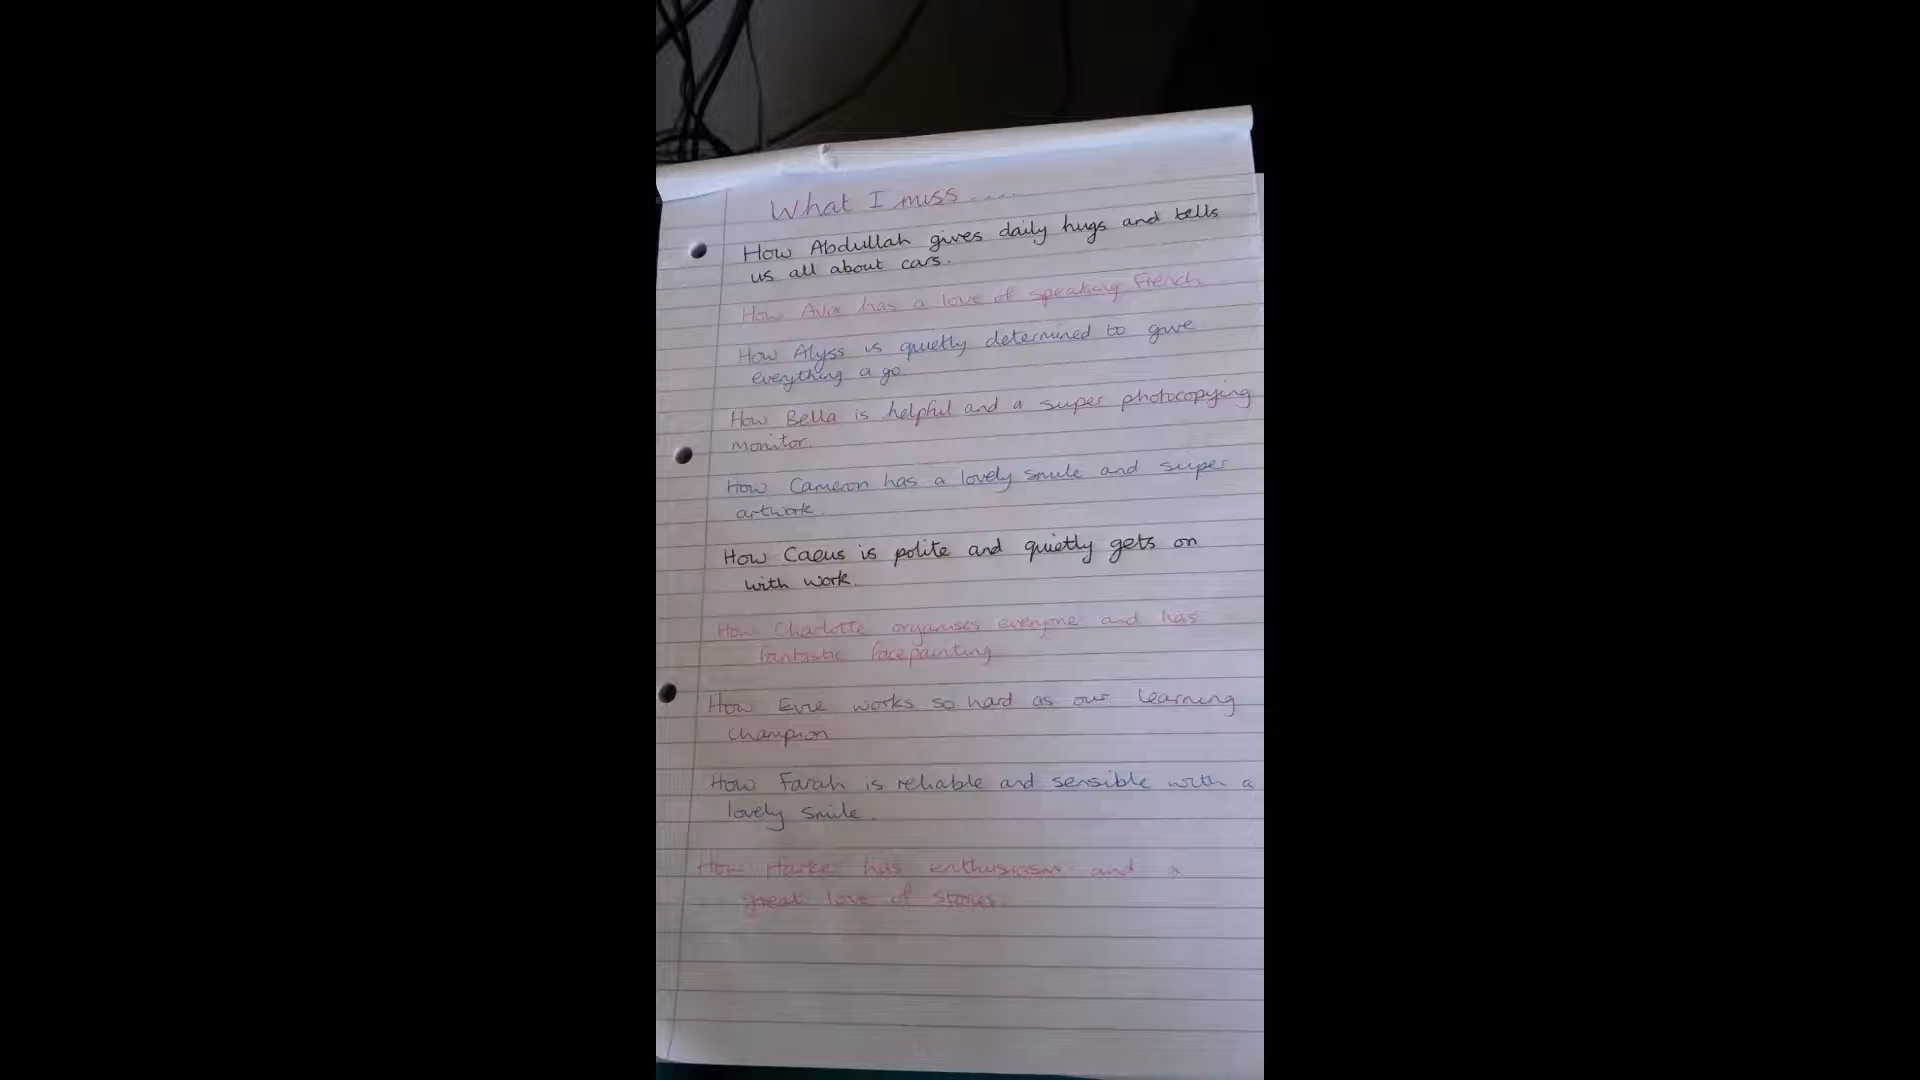 What I miss.....
How Abdullah gives daily hugs and tells
us all about cars.
How Ava has a love of speaking French
How Alyss is quietly determined to give
everything a go.
How Bella is helpful and a super photocopying
monitor.
How Cameron has a lovely smile and super
artwork.
How Caeus is polite and quietly gets on
with work.
How Charlotte organises everyone and has
fantastic facepainting
How Evie works so hard as our learning
champion
How Farah is reliable and sensible with a
lovely smile.
How has enthusiasm and a
great love of stories.